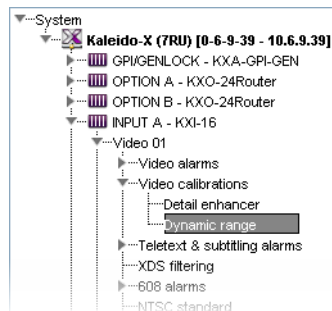 System
Kaleido-X (7RU) [0-6-9-39 - 10.6.9.39]
GPI/GENLOCK - KXA-GPI-GEN
OPTION A - KXO-24Router
OPTION B - KXO-24Router
INPUT A - KXI-16
Video 01
Video alarms
Video calibrations
Detail enhancer
Dynamic range
Teletext & subtitling alarms
XDS filtering
608 alarms
NTSC standard